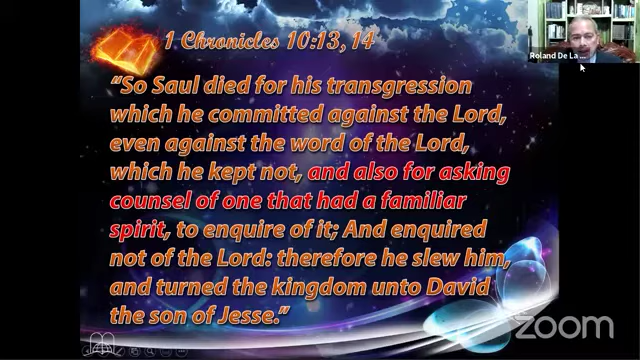 1 Chronicles 10:13, 14
Roland De La ...
“So Saul died for his transgression
which he committed against the Lord,
even against the word of the Lord,
which he kept not, and also for asking
counsel of one that had a familiar
spirit, to enquire of it; And enquired
not of the Lord: therefore he slew him,
and turned the kingdom unto David
the son of Jesse.”
zoom